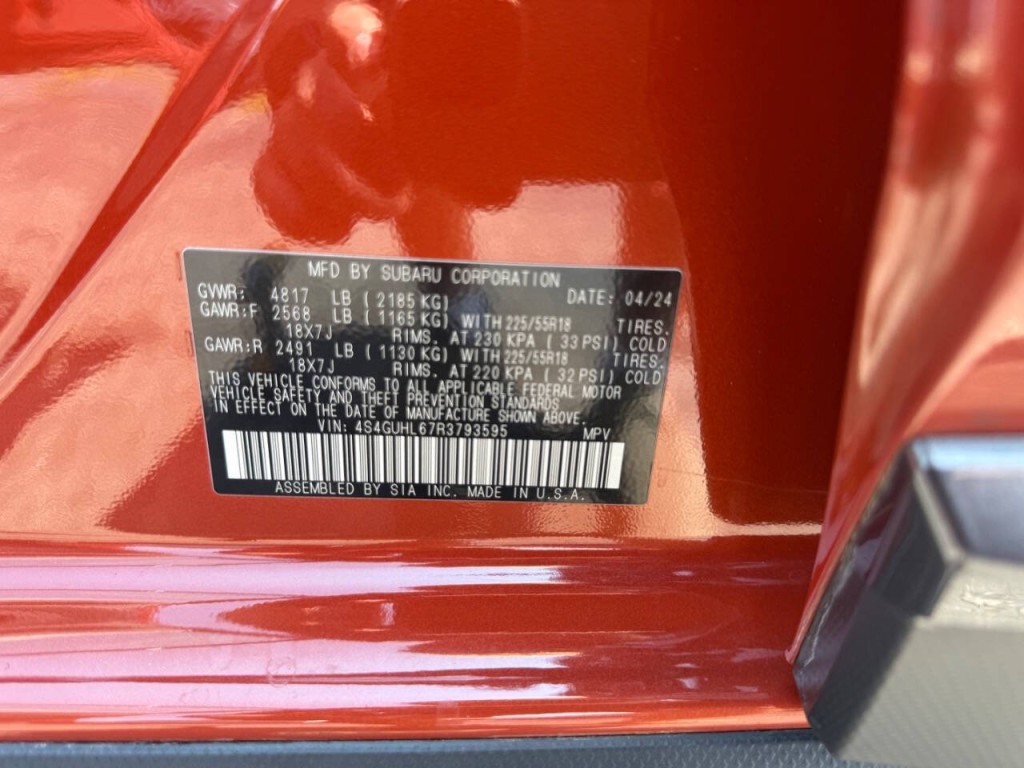 MFD BY SUBARU CORPORATION
GVWR: 4817 LB ( 2185 KG) DATE: 04/24
GAWR:F 2568 LB ( 1165 KG) WITH 225/55R18 TIRES.
18X7J RIMS. AT 230 KPA ( 33 PSI) COLD
GAWR:R 2491 LB ( 1130 KG) WITH 225/55R18 TIRES.
18X7J RIMS. AT 220 KPA ( 32 PSI) COLD
THIS VEHICLE CONFORMS TO ALL APPLICABLE FEDERAL MOTOR
VEHICLE SAFETY AND THEFT PREVENTION STANDARDS
IN EFFECT ON THE DATE OF MANUFACTURE SHOWN ABOVE.
VIN: 4S4GUHL67R3793595 MPV
ASSEMBLED BY SIA INC. MADE IN U.S.A.